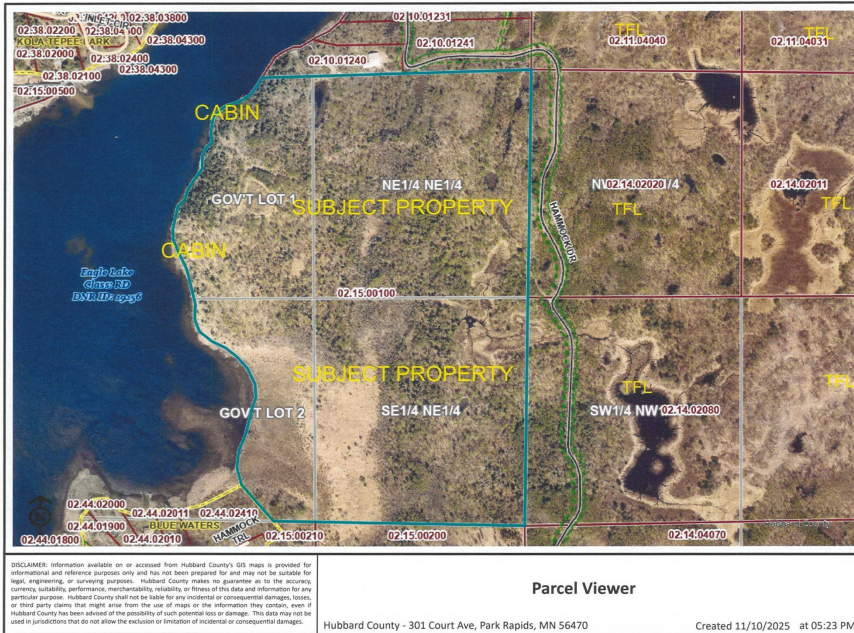 02.38.03800
02.10.01231
TFL
TFL
02.38.02200
02.38.04300
02.10.01241
02.11.04040
02.11.04031
KOLA-TEPEE PARK
02.38.02000
02.38.02400
02.10.01240
02.38.02100
02.38.04300
02.15.00500
CABIN
GOV'T LOT 1
NE1/4 NE1/4
02.14.02020
02.14.02011
SUBJECT PROPERTY
TFL
TFL
HAMMOCK DR
CABIN
Eagle Lake
Class: RD
DNR ID: 29256
02.15.00100
SUBJECT PROPERTY
TFL
TFL
GOV'T LOT 2
SE1/4 NE1/4
SW1/4 NW
02.14.02080
02.44.02000
02.44.02011
02.44.02410
02.44.01900
BLUE WATERS
02.44.01800
02.44.02010
HAMMOCK
TRL
02.15.00210
02.15.00200
02.14.04070
DISCLAIMER: Information available on or accessed from Hubbard County's GIS maps is provided for
informational and reference purposes only and has not been prepared for and may not be suitable for
legal, engineering, or surveying purposes. Hubbard County makes no guarantee as to the accuracy,
currency, suitability, performance, merchantability, reliability, or fitness of this data and information for any
particular purpose. Hubbard County shall not be liable for any incidental or consequential damages, losses,
or third party claims that might arise from the use of maps or the information they contain, even if
Hubbard County has been advised of the possibility of such potential loss or damage. This data may not be
used in jurisdictions that do not allow the exclusion or limitation of incidental or consequential damages.
Parcel Viewer
Hubbard County - 301 Court Ave, Park Rapids, MN 56470
Created 11/10/2025 at 05:23 PM